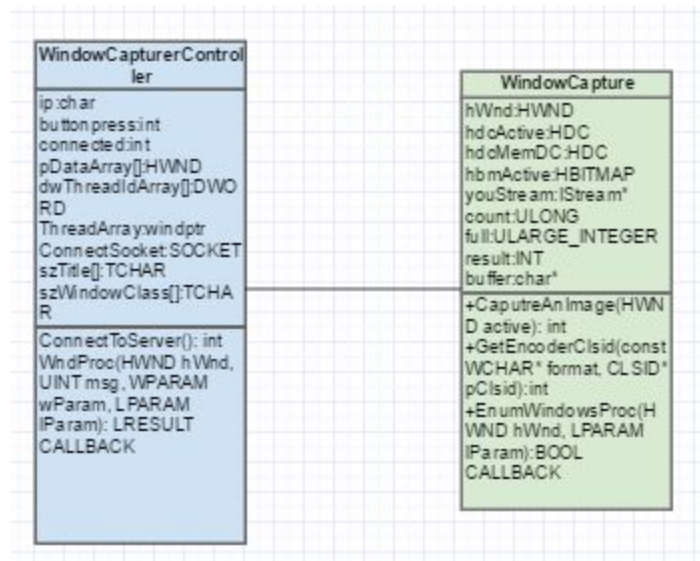 WindowCapturerControl
ler
ip:char
buttonpress:int
connected:int
pDataArray[]:HWND
dwThreadIdArray[]:DWO
RD
ThreadArray:windptr
ConnectSocket:SOCKET
szTitle[]:TCHAR
szWindowClass[]:TCHA
R
ConnectToServer(): int
WndProc(HWND hWnd,
UINT msg, WPARAM
wParam, LPARAM
lParam): LRESULT
CALLBACK
WindowCapture
hWnd:HWND
hdcActive:HDC
hdcMemDC:HDC
hbmActive:HBITMAP
youStream:IStream*
count:ULONG
full:ULARGE_INTEGER
result:INT
buffer:char*
+CaputreAnImage(HWN
D active): int
+GetEncoderClsid(const
WCHAR* format, CLSID*
pClsid):int
+EnumWindowsProc(H
WND hWnd, LPARAM
lParam):BOOL
CALLBACK